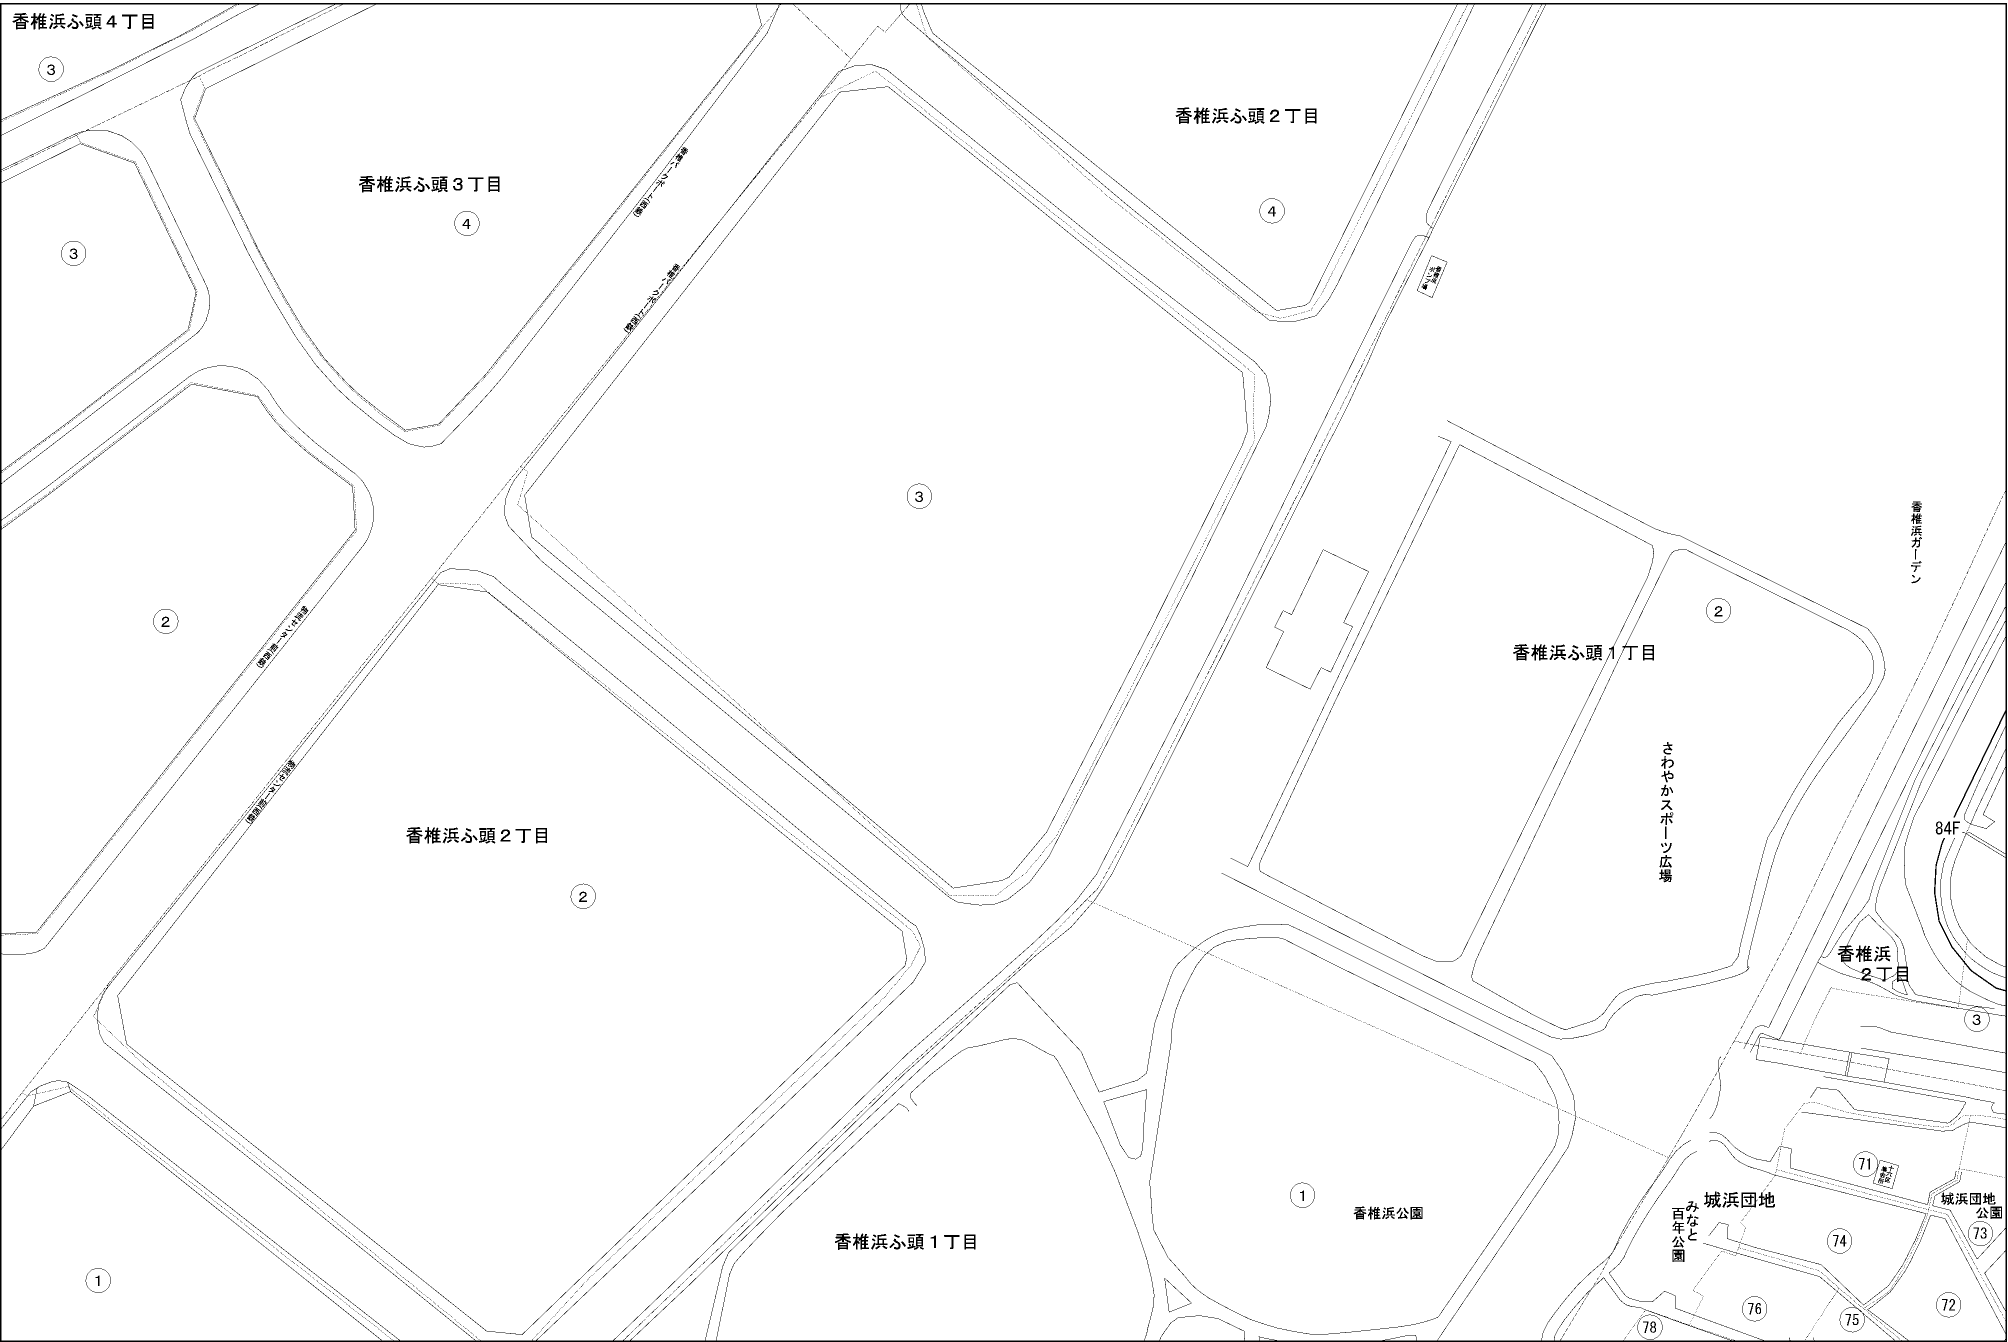 香椎浜ふ頭４丁目
3
香椎浜ふ頭３丁目
4
3
香椎浜ふ頭２丁目
4
3
2
香椎浜ガーデン
2
香椎浜ふ頭１丁目
さわやかスポーツ広場
84F
香椎浜ふ頭２丁目
2
香椎浜
２丁目
3
71
城浜団地
みなと
百年公園
城浜団地
公園
73
74
1
香椎浜公園
香椎浜ふ頭１丁目
1
76
75
72
78